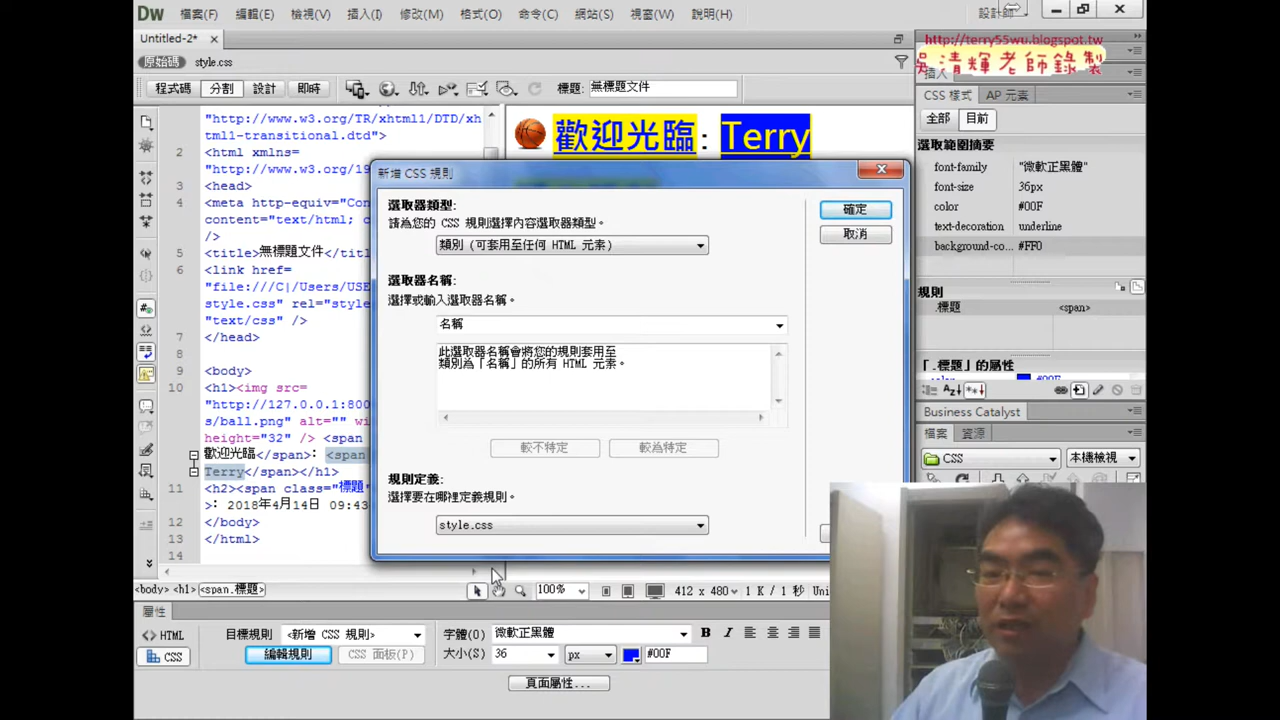 Dw 檔案(F) 編輯(E) 檢視(V) 插入(I) 修改(M) 格式(O) 命令(C) 網站(S) 視窗(W) 說明(H) 設計師
http://terry55wu.blogspot.tw
吳清輝老師錄製
Untitled-2* ×
原始碼 style.css
程式碼 分割 設計 即時 標題: 無標題文件
插入
CSS 樣式 AP 元素
全部 目前
選取範圍摘要
font-family "微軟正黑體"
font-size 36px
color #00F
text-decoration underline
background-co... #FFO
規則
.標題 <span>
「.標題」的屬性
color #00F
Business Catalyst
檔案 資源
CSS 本機檢視
"http://www.w3.org/TR/xhtml1/DTD/xh
tml1-transitional.dtd">
2 <html xmlns=
"http://www.w3.org/19
3 <head>
4 <meta http-equiv="Con
content="text/html; c
/>
5 <title>無標題文件</tit
6 <link href=
"file:///C|/Users/USE
style.css" rel="style
"text/css" />
7 </head>
8
9 <body>
10 <h1><img src=
"http://127.0.0.1:800
s/ball.png" alt="" wi
height="32" /> <span
歡迎光臨</span>: <span
Terry</span></h1>
11 <h2><span class="標題
>: 2018年4月14日 09:43
12 </body>
13 </html>
14
歡迎光臨: Terry
新增 CSS 規則
選取器類型:
請為您的 CSS 規則選擇內容選取器類型。
類別 (可套用至任何 HTML 元素)
確定
取消
選取器名稱:
選擇或輸入選取器名稱。
名稱
此選取器名稱會將您的規則套用至
類別為「名稱」的所有 HTML 元素。
較不特定 較為特定
規則定義:
選擇要在哪裡定義規則。
style.css
<body> <h1> <span.標題> 100% 412 x 480 1 K / 1 秒 Uni
屬性
<> HTML 目標規則 <新增 CSS 規則> 字體(O) 微軟正黑體 B I
CSS 編輯規則 CSS 面板(P) 大小(S) 36 px #00F
頁面屬性...